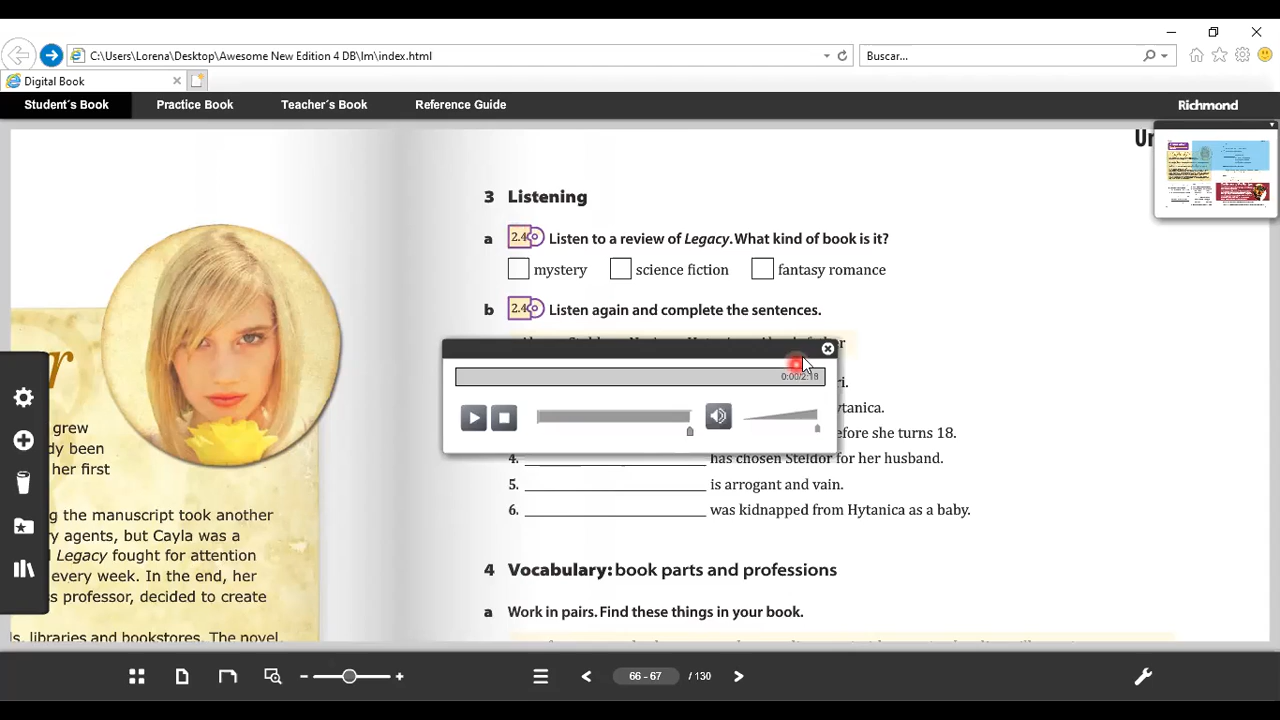 C:\Users\Lorena\Desktop\Awesome New Edition 4 DB\lm\index.html
Buscar...
Digital Book
Student´s Book
Practice Book
Teacher´s Book
Reference Guide
Richmond
3 Listening
a 2.4 Listen to a review of Legacy. What kind of book is it?
mystery science fiction fantasy romance
b 2.4 Listen again and complete the sentences.
0:00/2:18
ri.
ytanica.
efore she turns 18.
4. has chosen Steldor for her husband.
5. is arrogant and vain.
6. was kidnapped from Hytanica as a baby.
4 Vocabulary: book parts and professions
a Work in pairs. Find these things in your book.
r
grew
dy been
her first
ng the manuscript took another
ry agents, but Cayla was a
Legacy fought for attention
every week. In the end, her
s professor, decided to create
s, libraries and bookstores. The novel,
66 - 67 / 130